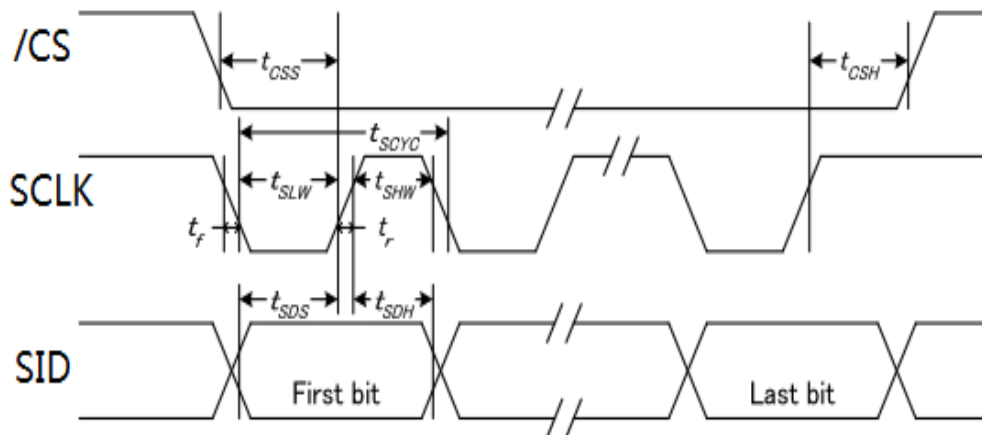 /CS
tCSS
tCSH
tSCYC
SCLK
tSLW
tSHW
tf
tr
tSDS
tSDH
SID
First bit
Last bit